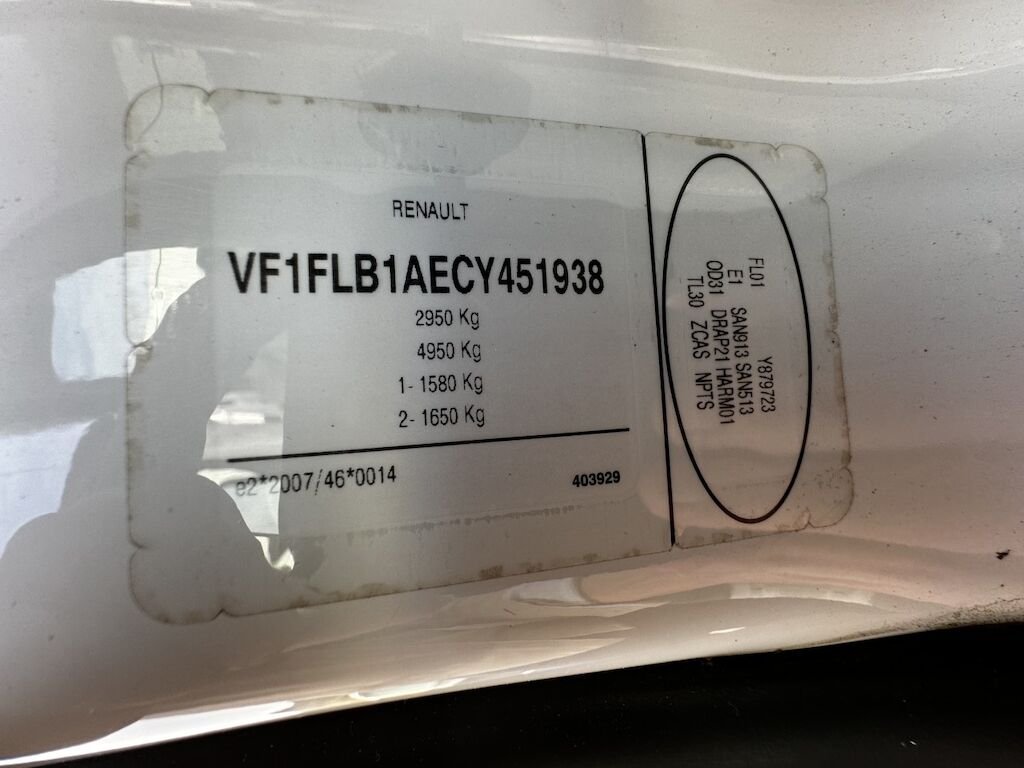 RENAULT
VF1FLB1AECY451938
2950 Kg
4950 Kg
1- 1580 Kg
2- 1650 Kg
e2*2007/46*0014
403929
FL01 Y879723
E1 SAN913 SAN513
OD31 DRAP21 HARM01
TL30 ZCAS NPTS